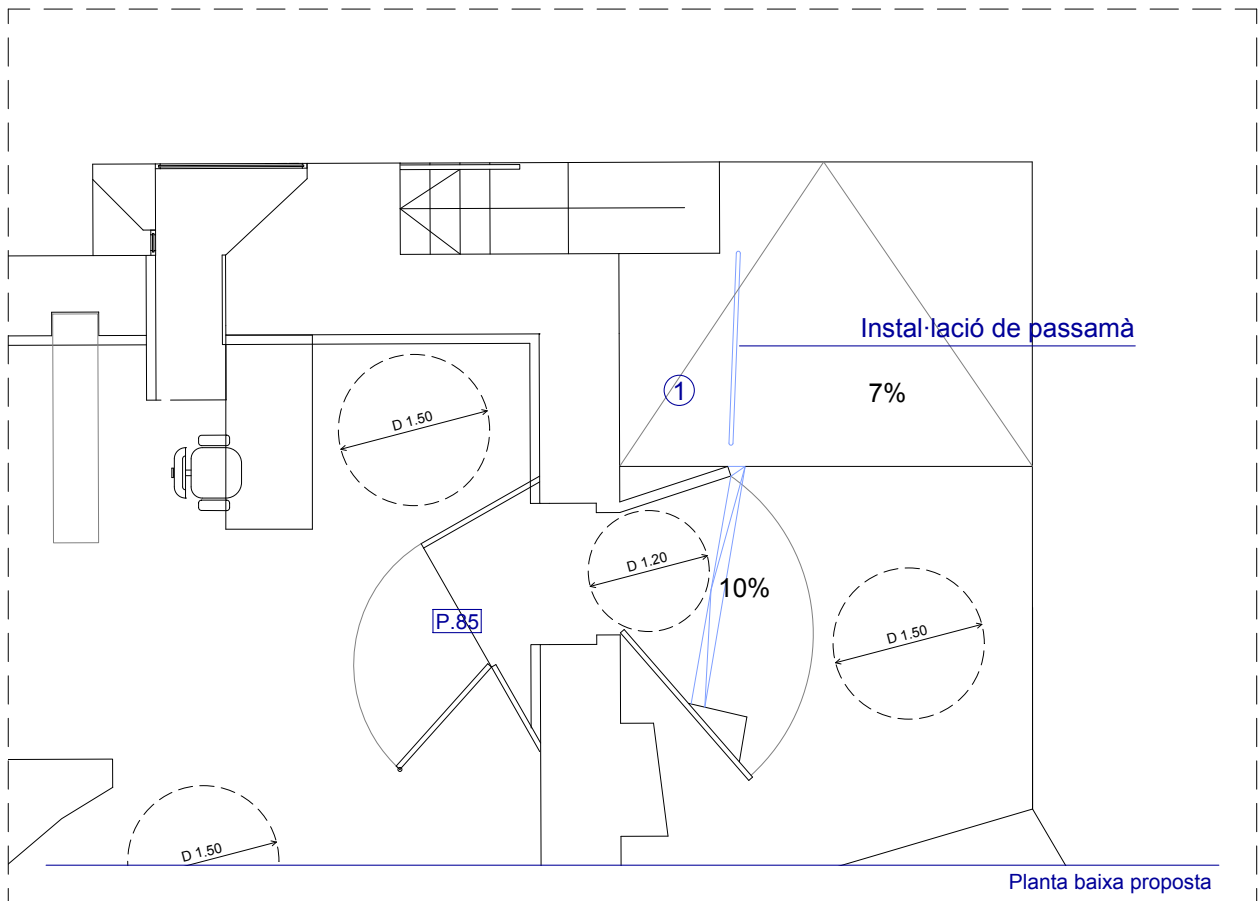 Instal·lació de passamà
1
7%
D 1.50
D 1.20
10%
P.85
D 1.50
D 1.50
Planta baixa proposta